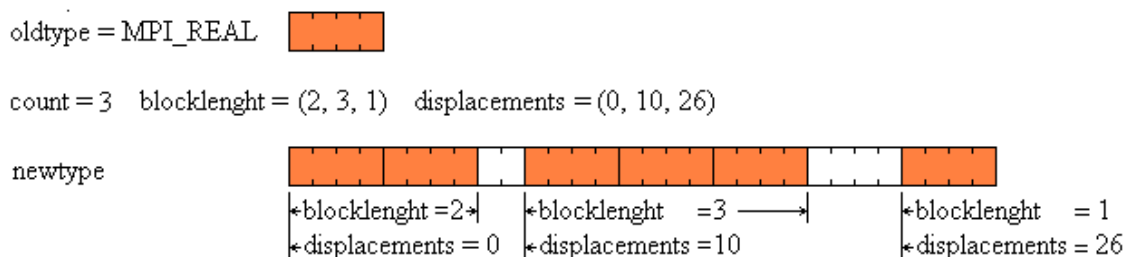 oldtype = MPI_REAL
count = 3 blocklenght = (2, 3, 1) displacements = (0, 10, 26)
newtype
blocklenght =2 blocklenght =3 blocklenght = 1
displacements = 0 displacements =10 displacements = 26